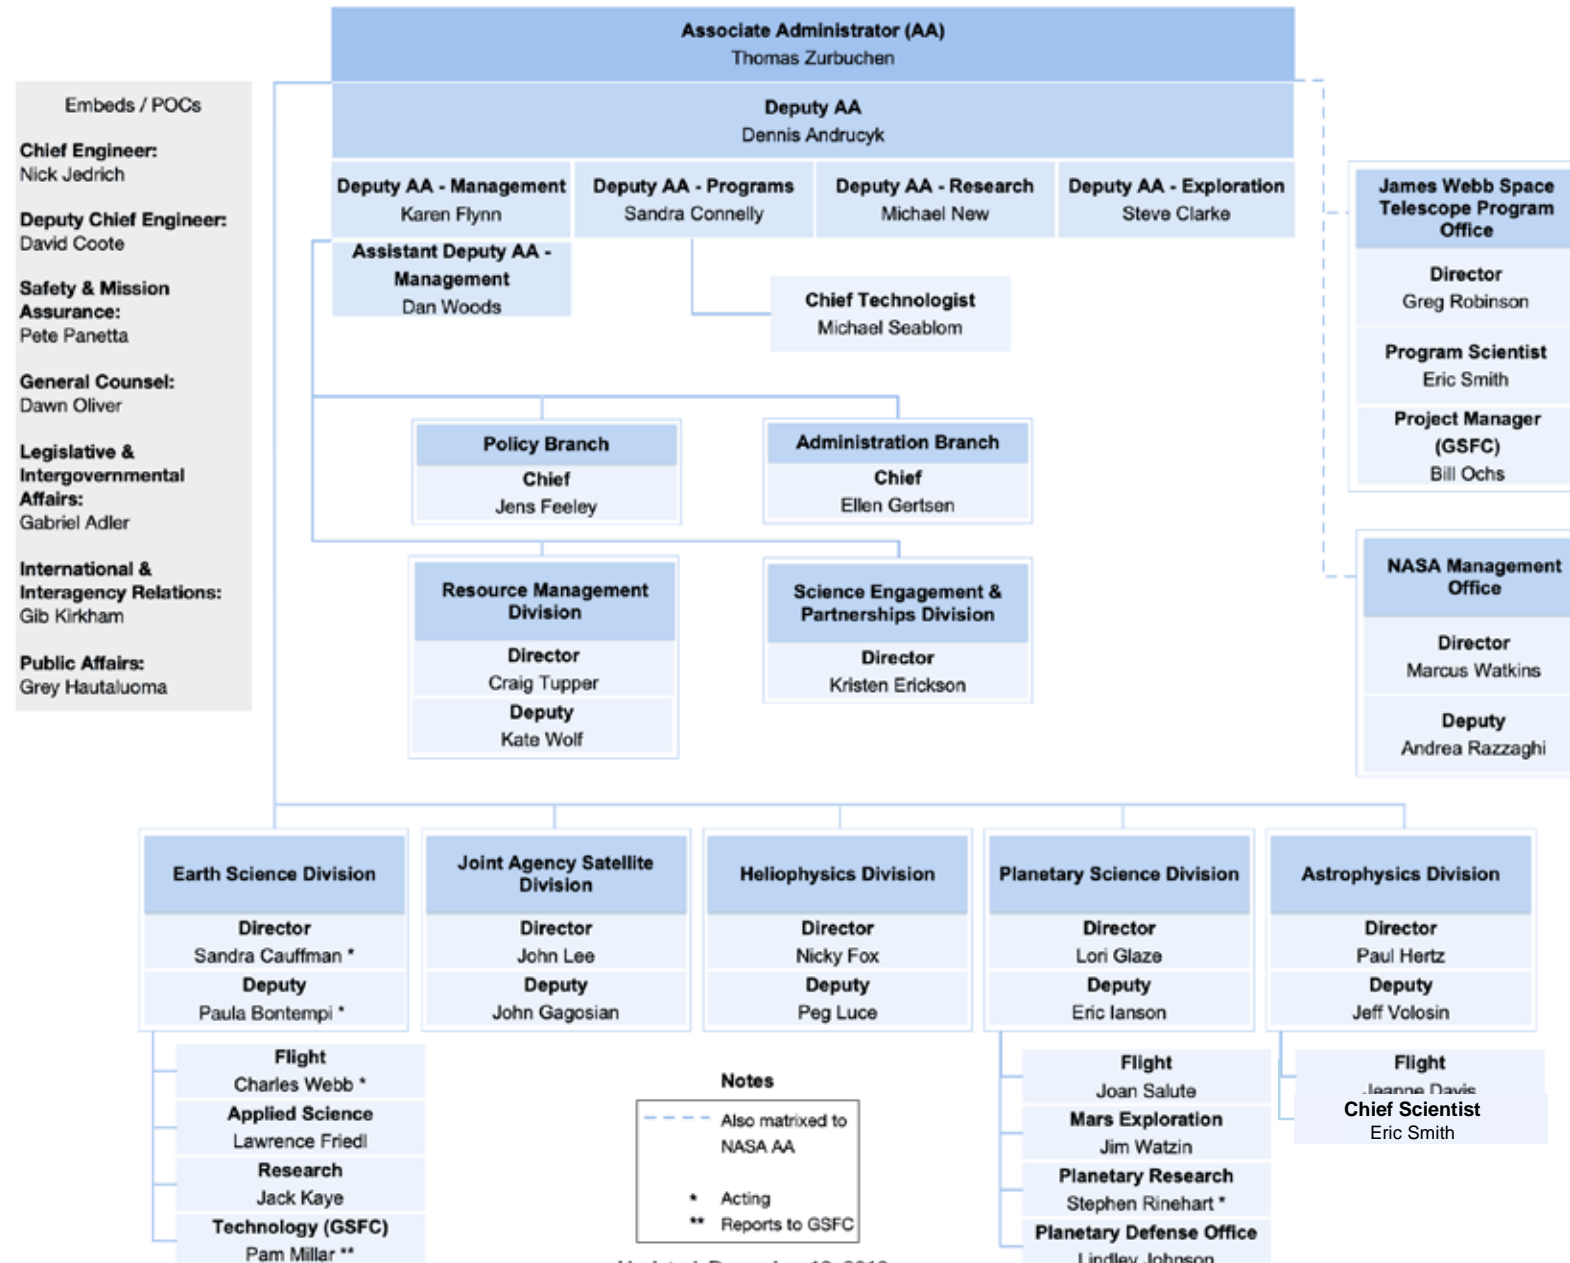 Associate Administrator (AA)
Thomas Zurbuchen
Deputy AA
Dennis Andrucyk
Deputy AA - Management
Karen Flynn
Deputy AA - Programs
Sandra Connelly
Deputy AA - Research
Michael New
Deputy AA - Exploration
Steve Clarke
Assistant Deputy AA -
Management
Dan Woods
Chief Technologist
Michael Seablom
Embeds / POCs
Chief Engineer:
Nick Jedrich
Deputy Chief Engineer:
David Coote
Safety & Mission
Assurance:
Pete Panetta
General Counsel:
Dawn Oliver
Legislative &
Intergovernmental
Affairs:
Gabriel Adler
International &
Interagency Relations:
Gib Kirkham
Public Affairs:
Grey Hautaluoma
James Webb Space
Telescope Program
Office
Director
Greg Robinson
Program Scientist
Eric Smith
Project Manager
(GSFC)
Bill Ochs
NASA Management
Office
Director
Marcus Watkins
Deputy
Andrea Razzaghi
Policy Branch
Chief
Jens Feeley
Administration Branch
Chief
Ellen Gertsen
Resource Management
Division
Director
Craig Tupper
Deputy
Kate Wolf
Science Engagement &
Partnerships Division
Director
Kristen Erickson
Earth Science Division
Director
Sandra Cauffman *
Deputy
Paula Bontempi *
Flight
Charles Webb *
Applied Science
Lawrence Friedl
Research
Jack Kaye
Technology (GSFC)
Pam Millar **
Joint Agency Satellite
Division
Director
John Lee
Deputy
John Gagosian
Heliophysics Division
Director
Nicky Fox
Deputy
Peg Luce
Planetary Science Division
Director
Lori Glaze
Deputy
Eric Ianson
Flight
Joan Salute
Mars Exploration
Jim Watzin
Planetary Research
Stephen Rinehart *
Planetary Defense Office
Lindley Johnson
Astrophysics Division
Director
Paul Hertz
Deputy
Jeff Volosin
Flight
Jeanne Davis
Chief Scientist
Eric Smith
Notes
Also matrixed to
NASA AA
* Acting
** Reports to GSFC